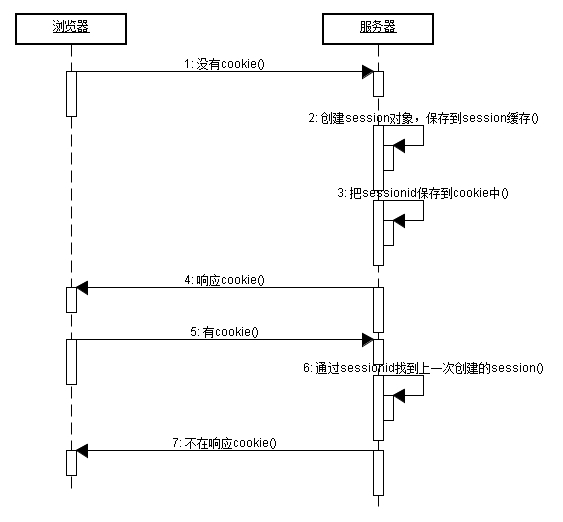 浏览器
服务器
1: 没有cookie()
2: 创建session对象，保存到session缓存()
3: 把sessionid保存到cookie中()
4: 响应cookie()
5: 有cookie()
6: 通过sessionid找到上一次创建的session()
7: 不在响应cookie()